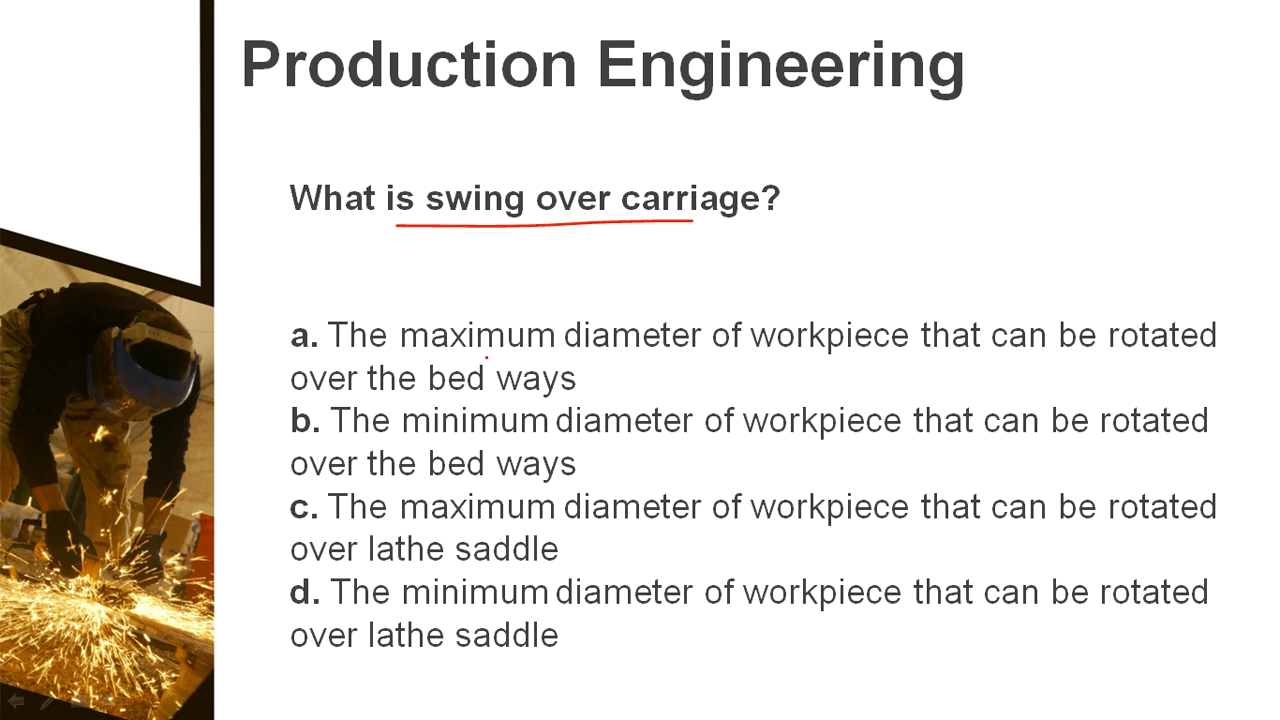 Production Engineering
What is swing over carriage?
a. The maximum diameter of workpiece that can be rotated
over the bed ways
b. The minimum diameter of workpiece that can be rotated
over the bed ways
c. The maximum diameter of workpiece that can be rotated
over lathe saddle
d. The minimum diameter of workpiece that can be rotated
over lathe saddle